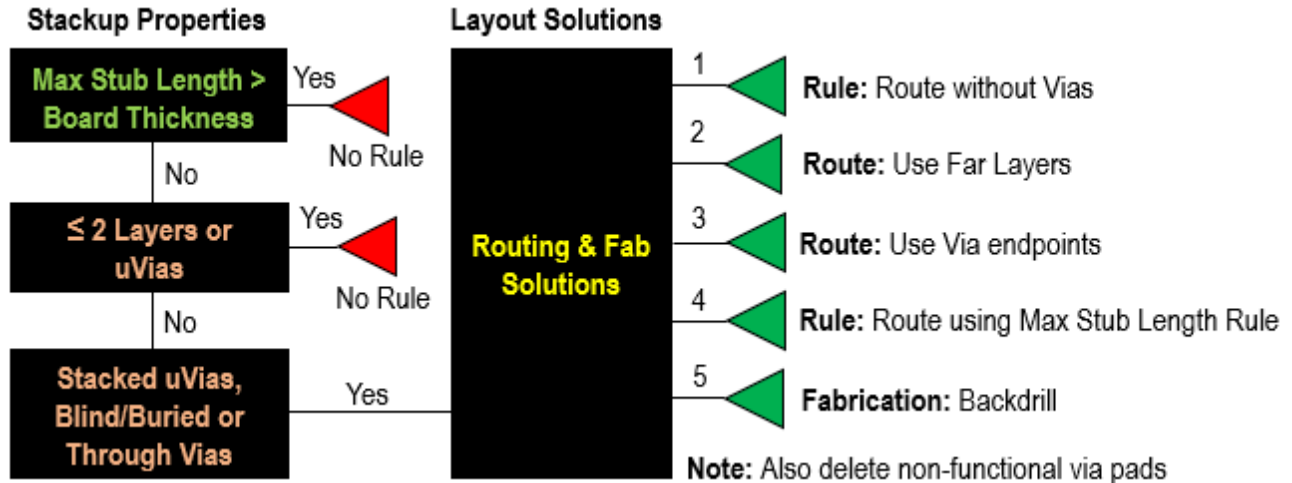 Stackup Properties
Max Stub Length >
Board Thickness
Yes
No Rule
No
≤ 2 Layers or
uVias
Yes
No Rule
No
Stacked uVias,
Blind/Buried or
Through Vias
Yes
Layout Solutions
Routing & Fab
Solutions
1
Rule: Route without Vias
2
Route: Use Far Layers
3
Route: Use Via endpoints
4
Rule: Route using Max Stub Length Rule
5
Fabrication: Backdrill
Note: Also delete non-functional via pads